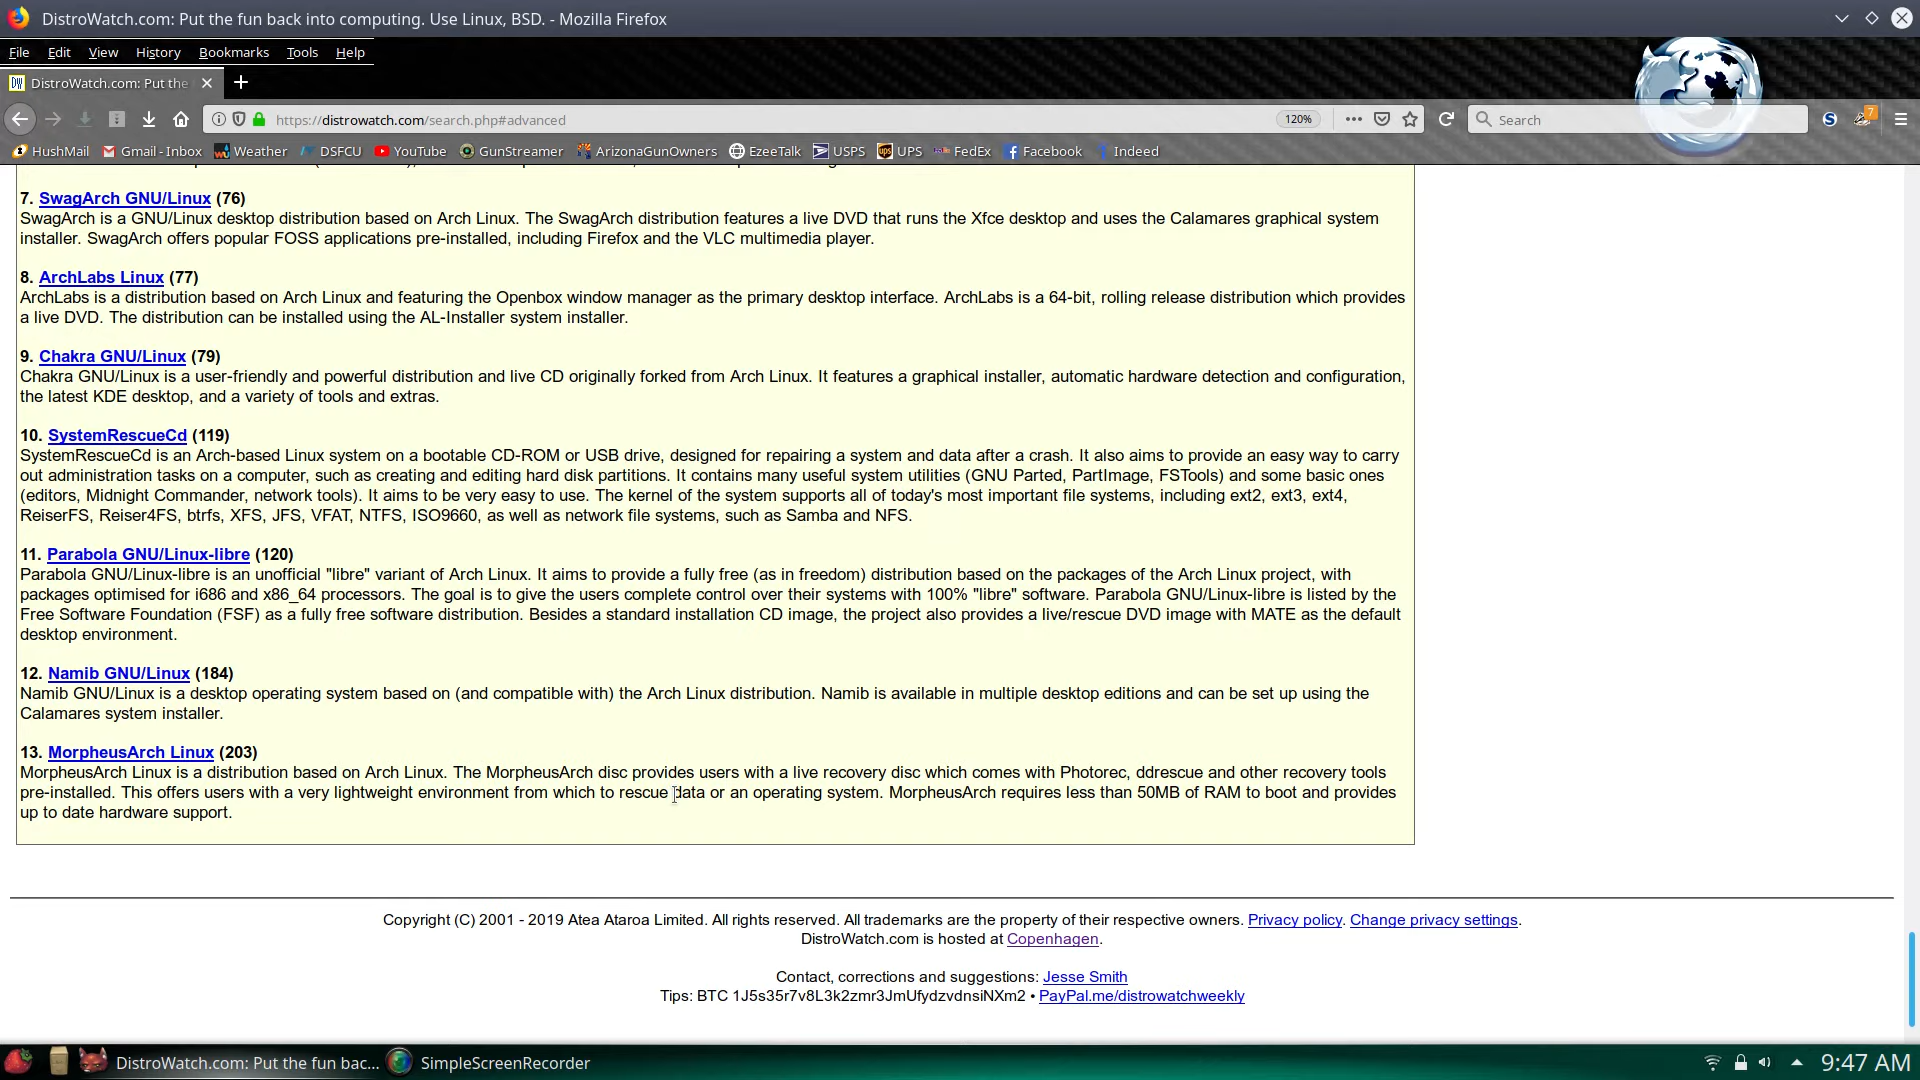 DistroWatch.com: Put the fun back into computing. Use Linux, BSD. - Mozilla Firefox
File Edit View History Bookmarks Tools Help
DistroWatch.com: Put the
https://distrowatch.com/search.php#advanced 120% Search 7
HushMail Gmail - Inbox Weather DSFCU YouTube GunStreamer ArizonaGunOwners EzeeTalk USPS UPS FedEx Facebook Indeed
7. SwagArch GNU/Linux (76)
SwagArch is a GNU/Linux desktop distribution based on Arch Linux. The SwagArch distribution features a live DVD that runs the Xfce desktop and uses the Calamares graphical system
installer. SwagArch offers popular FOSS applications pre-installed, including Firefox and the VLC multimedia player.
8. ArchLabs Linux (77)
ArchLabs is a distribution based on Arch Linux and featuring the Openbox window manager as the primary desktop interface. ArchLabs is a 64-bit, rolling release distribution which provides
a live DVD. The distribution can be installed using the AL-Installer system installer.
9. Chakra GNU/Linux (79)
Chakra GNU/Linux is a user-friendly and powerful distribution and live CD originally forked from Arch Linux. It features a graphical installer, automatic hardware detection and configuration,
the latest KDE desktop, and a variety of tools and extras.
10. SystemRescueCd (119)
SystemRescueCd is an Arch-based Linux system on a bootable CD-ROM or USB drive, designed for repairing a system and data after a crash. It also aims to provide an easy way to carry
out administration tasks on a computer, such as creating and editing hard disk partitions. It contains many useful system utilities (GNU Parted, PartImage, FSTools) and some basic ones
(editors, Midnight Commander, network tools). It aims to be very easy to use. The kernel of the system supports all of today's most important file systems, including ext2, ext3, ext4,
ReiserFS, Reiser4FS, btrfs, XFS, JFS, VFAT, NTFS, ISO9660, as well as network file systems, such as Samba and NFS.
11. Parabola GNU/Linux-libre (120)
Parabola GNU/Linux-libre is an unofficial "libre" variant of Arch Linux. It aims to provide a fully free (as in freedom) distribution based on the packages of the Arch Linux project, with
packages optimised for i686 and x86_64 processors. The goal is to give the users complete control over their systems with 100% "libre" software. Parabola GNU/Linux-libre is listed by the
Free Software Foundation (FSF) as a fully free software distribution. Besides a standard installation CD image, the project also provides a live/rescue DVD image with MATE as the default
desktop environment.
12. Namib GNU/Linux (184)
Namib GNU/Linux is a desktop operating system based on (and compatible with) the Arch Linux distribution. Namib is available in multiple desktop editions and can be set up using the
Calamares system installer.
13. MorpheusArch Linux (203)
MorpheusArch Linux is a distribution based on Arch Linux. The MorpheusArch disc provides users with a live recovery disc which comes with Photorec, ddrescue and other recovery tools
pre-installed. This offers users with a very lightweight environment from which to rescue data or an operating system. MorpheusArch requires less than 50MB of RAM to boot and provides
up to date hardware support.
Copyright (C) 2001 - 2019 Atea Ataroa Limited. All rights reserved. All trademarks are the property of their respective owners. Privacy policy. Change privacy settings.
DistroWatch.com is hosted at Copenhagen.
Contact, corrections and suggestions: Jesse Smith
Tips: BTC 1J5s35r7v8L3k2zmr3JmUfydzvdnsiNXm2 • PayPal.me/distrowatchweekly
DistroWatch.com: Put the fun bac... SimpleScreenRecorder 9:47 AM